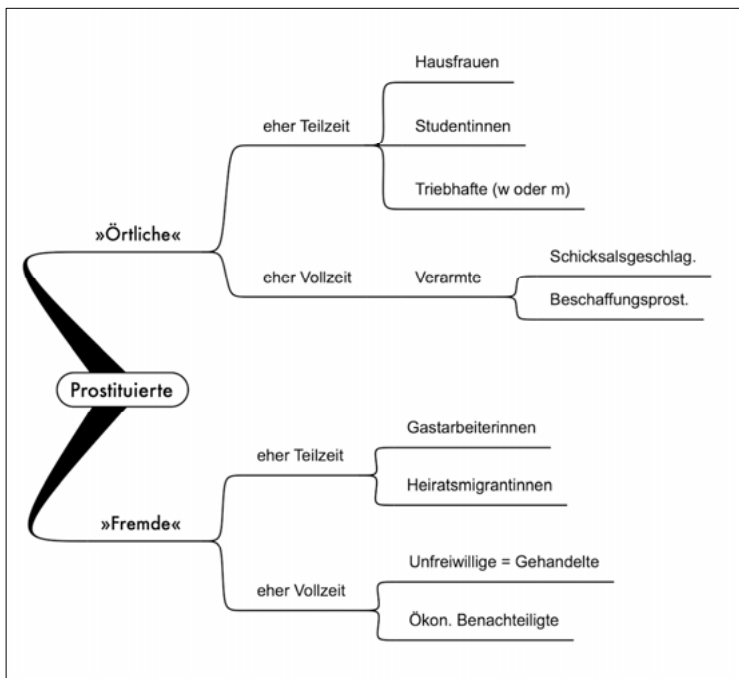 Hausfrauen
eher Teilzeit
Studentinnen
Triebhafte (w oder m)
»Örtliche«
Schicksalsgeschlag.
eher Vollzeit
Verarmte
Beschaffungsprost.
Prostituierte
Gastarbeiterinnen
eher Teilzeit
Heiratsmigrantinnen
»Fremde«
Unfreiwillige = Gehandelte
eher Vollzeit
Ökon. Benachteiligte